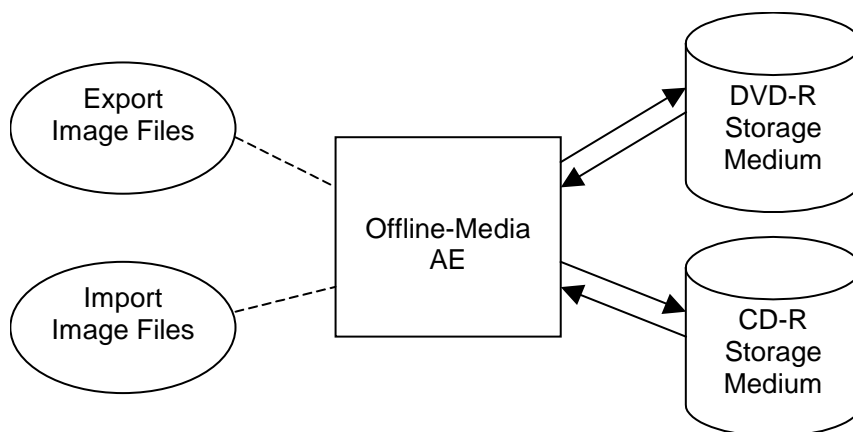 Export
Image Files
Import
Image Files
Offline-Media
AE
DVD-R
Storage
Medium
CD-R
Storage
Medium